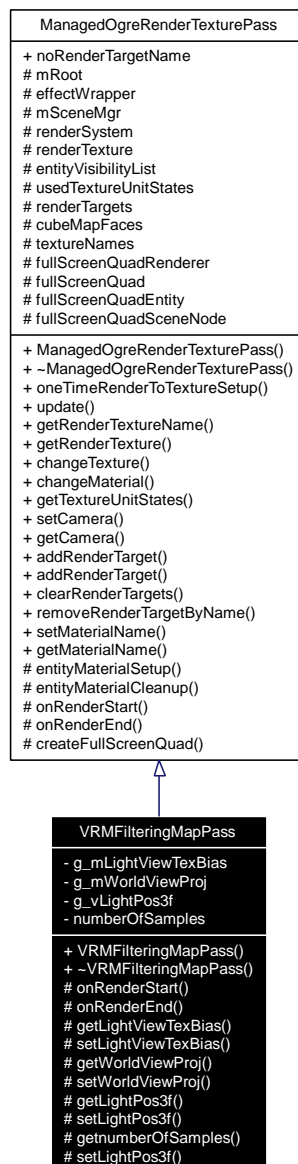 ManagedOgreRenderTexturePass
+ noRenderTargetName
# mRoot
# effectWrapper
# mSceneMgr
# renderSystem
# renderTexture
# entityVisibilityList
# usedTextureUnitStates
# renderTargets
# cubeMapFaces
# textureNames
# fullScreenQuadRenderer
# fullScreenQuad
# fullScreenQuadEntity
# fullScreenQuadSceneNode
+ ManagedOgreRenderTexturePass()
+ ~ManagedOgreRenderTexturePass()
+ oneTimeRenderToTextureSetup()
+ update()
+ getRenderTextureName()
+ getRenderTexture()
+ changeTexture()
+ changeMaterial()
+ getTextureUnitStates()
+ setCamera()
+ getCamera()
+ addRenderTarget()
+ addRenderTarget()
+ clearRenderTargets()
+ removeRenderTargetByName()
+ setMaterialName()
+ getMaterialName()
# entityMaterialSetup()
# entityMaterialCleanup()
# onRenderStart()
# onRenderEnd()
# createFullScreenQuad()
VRMFilteringMapPass
- g_mLightViewTexBias
- g_mWorldViewProj
- g_vLightPos3f
- numberOfSamples
+ VRMFilteringMapPass()
+ ~VRMFilteringMapPass()
# onRenderStart()
# onRenderEnd()
# getLightViewTexBias()
# setLightViewTexBias()
# getWorldViewProj()
# setWorldViewProj()
# getLightPos3f()
# setLightPos3f()
# getnumberOfSamples()
# setLightPos3f()